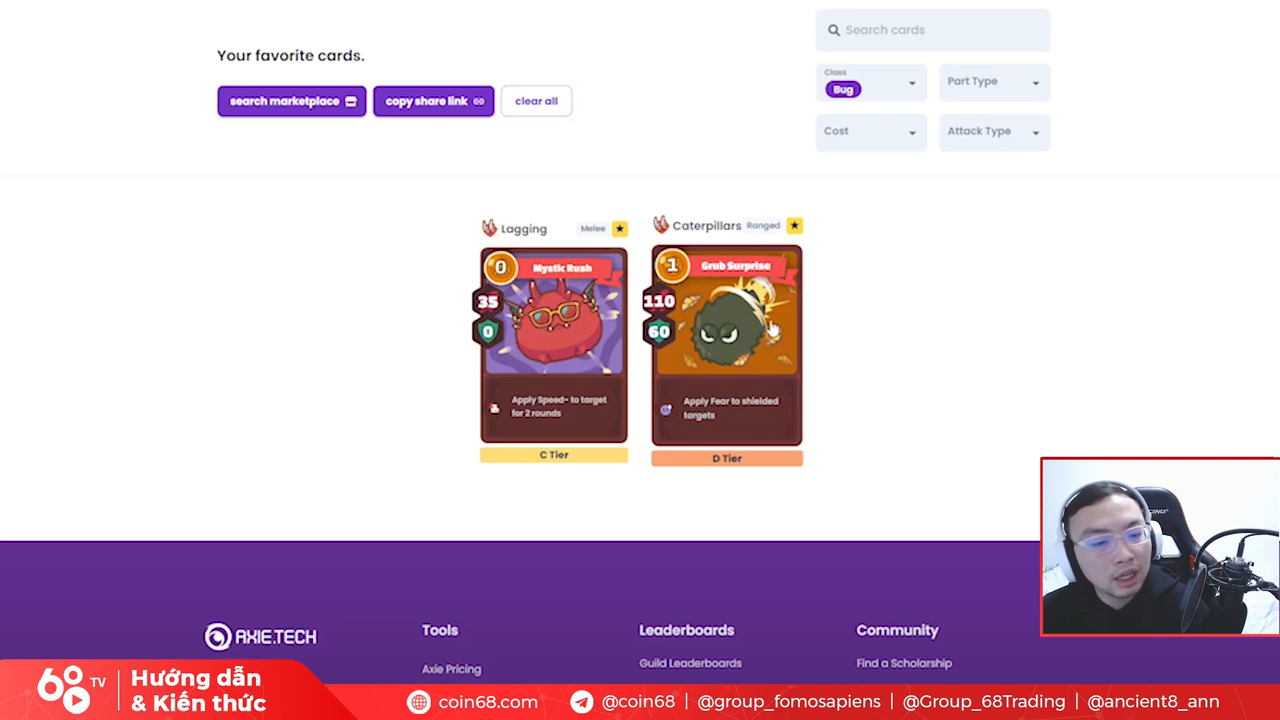 Your favorite cards.
search marketplace
copy share link
clear all
Search cards
Class
Bug
Part Type
Cost
Attack Type
Lagging
Melee
0
Mystic Rush
35
0
Apply Speed- to target
for 2 rounds
C Tier
Caterpillars
Ranged
1
Grub Surprise
110
60
Apply Fear to shielded
targets
D Tier
AXIE.TECH
Tools
Axie Pricing
Leaderboards
Guild Leaderboards
Community
Find a Scholarship
68 TV
Hướng dẫn
& Kiến thức
coin68.com
@coin68 | @group_fomosapiens | @Group_68Trading | @ancient8_ann